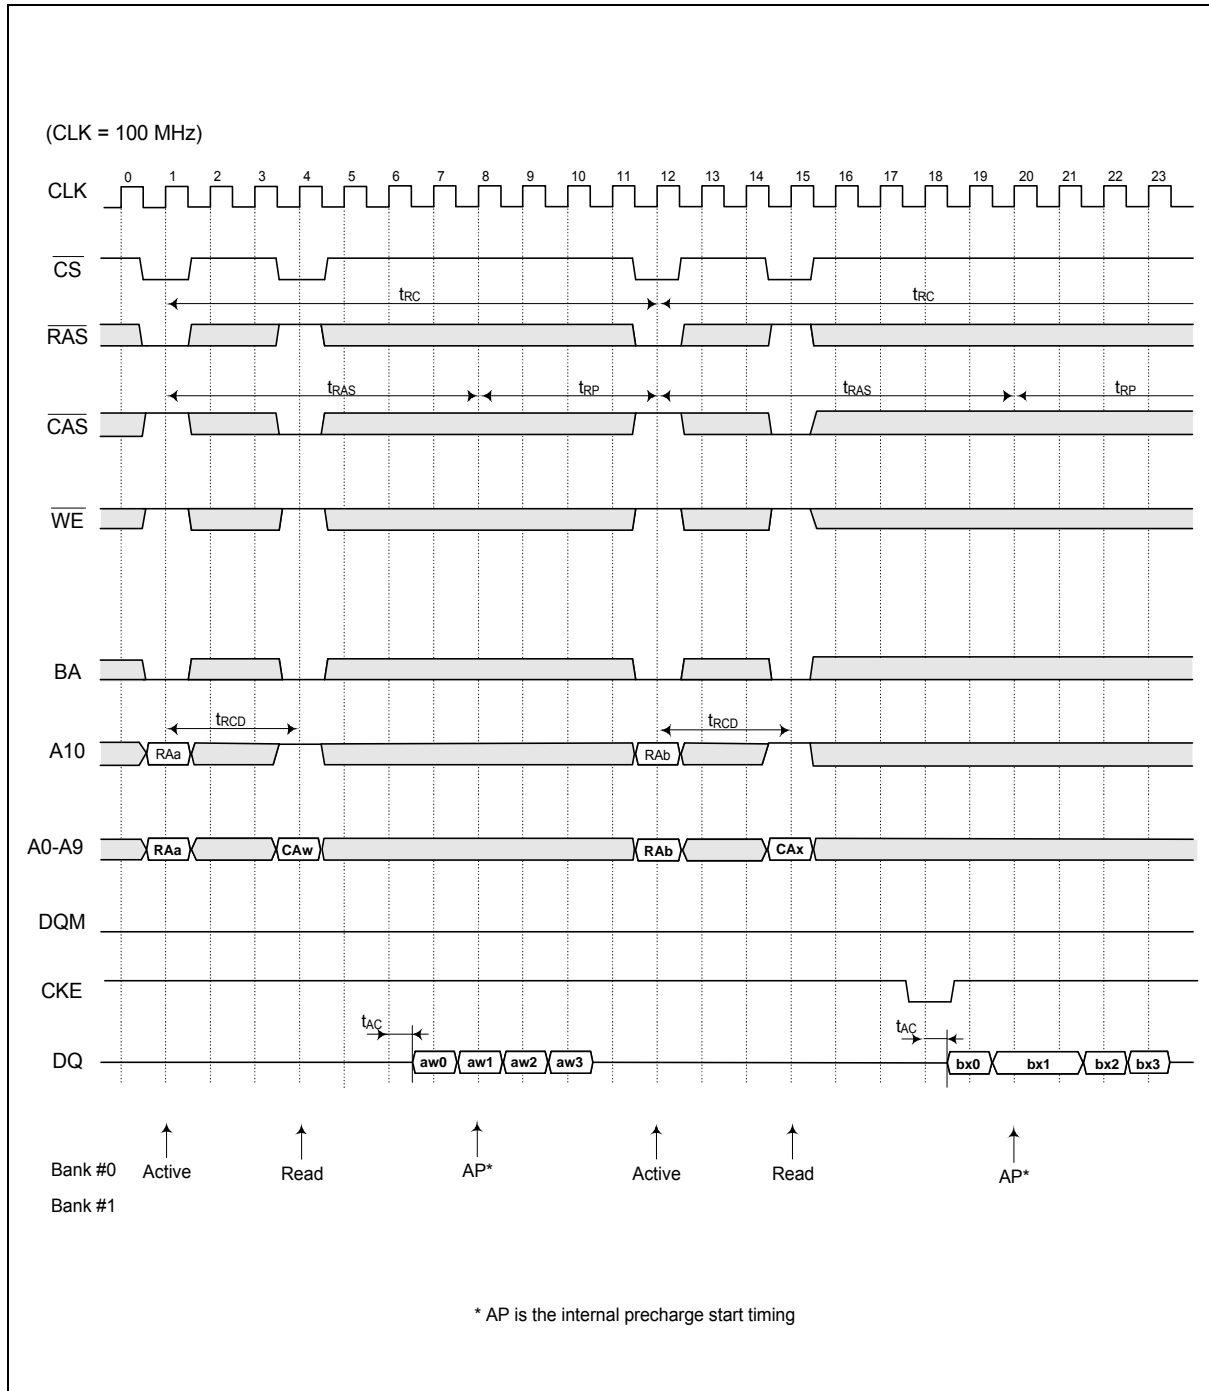 (CLK = 100 MHz)
0 1 2 3 4 5 6 7 8 9 10 11 12 13 14 15 16 17 18 19 20 21 22 23
CLK
CS
tRC tRC
RAS
tRAS tRP tRAS tRP
CAS
WE
BA
tRCD tRCD
A10 RAa RAb
A0-A9 RAa CAw RAb CAx
DQM
CKE
tAC tAC
DQ aw0 aw1 aw2 aw3 bx0 bx1 bx2 bx3
Bank #0 Active Read AP* Active Read AP*
Bank #1
* AP is the internal precharge start timing